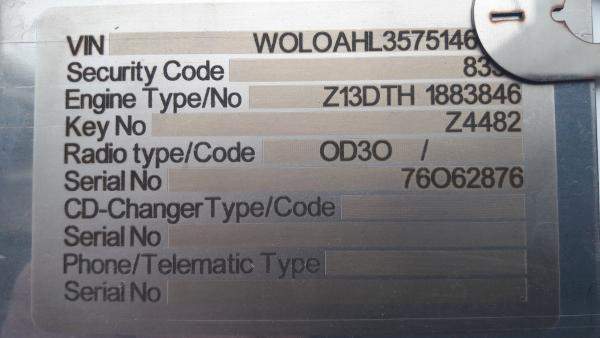 VIN WOLOAHL3575146
Security Code 83
Engine Type/No Z13DTH 1883846
Key No Z4482
Radio type/Code OD3O /
Serial No 76O62876
CD-Changer Type/Code
Serial No
Phone/Telematic Type
Serial No